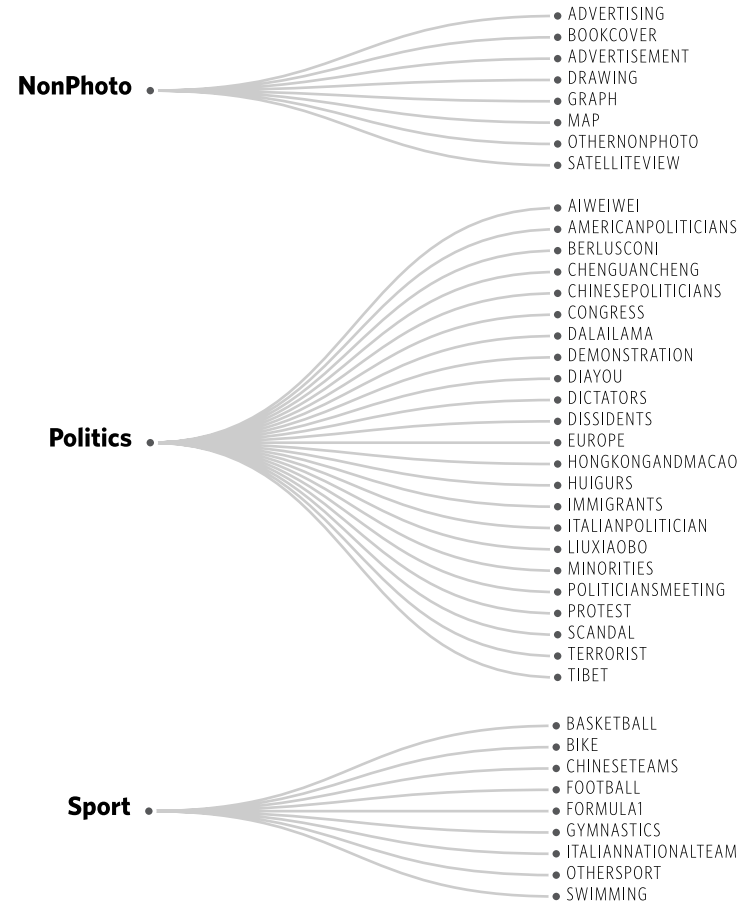 NonPhoto
ADVERTISING
BOOKCOVER
ADVERTISEMENT
DRAWING
GRAPH
MAP
OTHERNONPHOTO
SATELLITEVIEW
Politics
AIWEIWEI
AMERICANPOLITICIANS
BERLUSCONI
CHENGUANCHENG
CHINESEPOLITICIANS
CONGRESS
DALAILAMA
DEMONSTRATION
DIAYOU
DICTATORS
DISSIDENTS
EUROPE
HONGKONGANDMACAO
HUIGURS
IMMIGRANTS
ITALIANPOLITICIAN
LIUXIAOBO
MINORITIES
POLITICIANSMEETING
PROTEST
SCANDAL
TERRORIST
TIBET
Sport
BASKETBALL
BIKE
CHINESETEAMS
FOOTBALL
FORMULA1
GYMNASTICS
ITALIANNATIONALTEAM
OTHERSPORT
SWIMMING